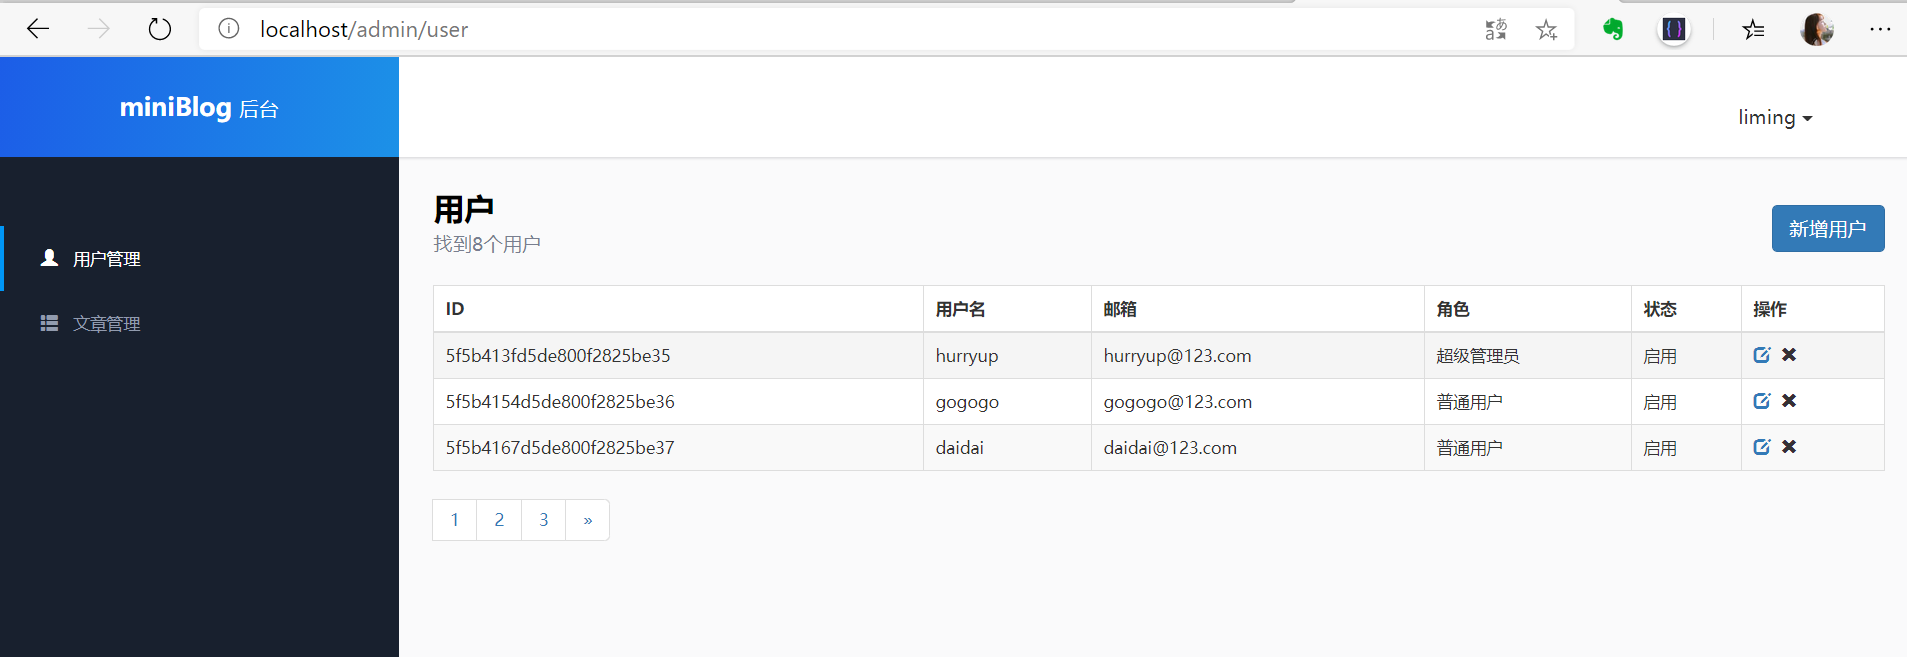 localhost/admin/user
miniBlog 后台
liming
用户管理
文章管理
用户
找到8个用户
新增用户
ID 用户名 邮箱 角色 状态 操作
5f5b413fd5de800f2825be35 hurryup hurryup@123.com 超级管理员 启用
5f5b4154d5de800f2825be36 gogogo gogogo@123.com 普通用户 启用
5f5b4167d5de800f2825be37 daidai daidai@123.com 普通用户 启用
1 2 3 »